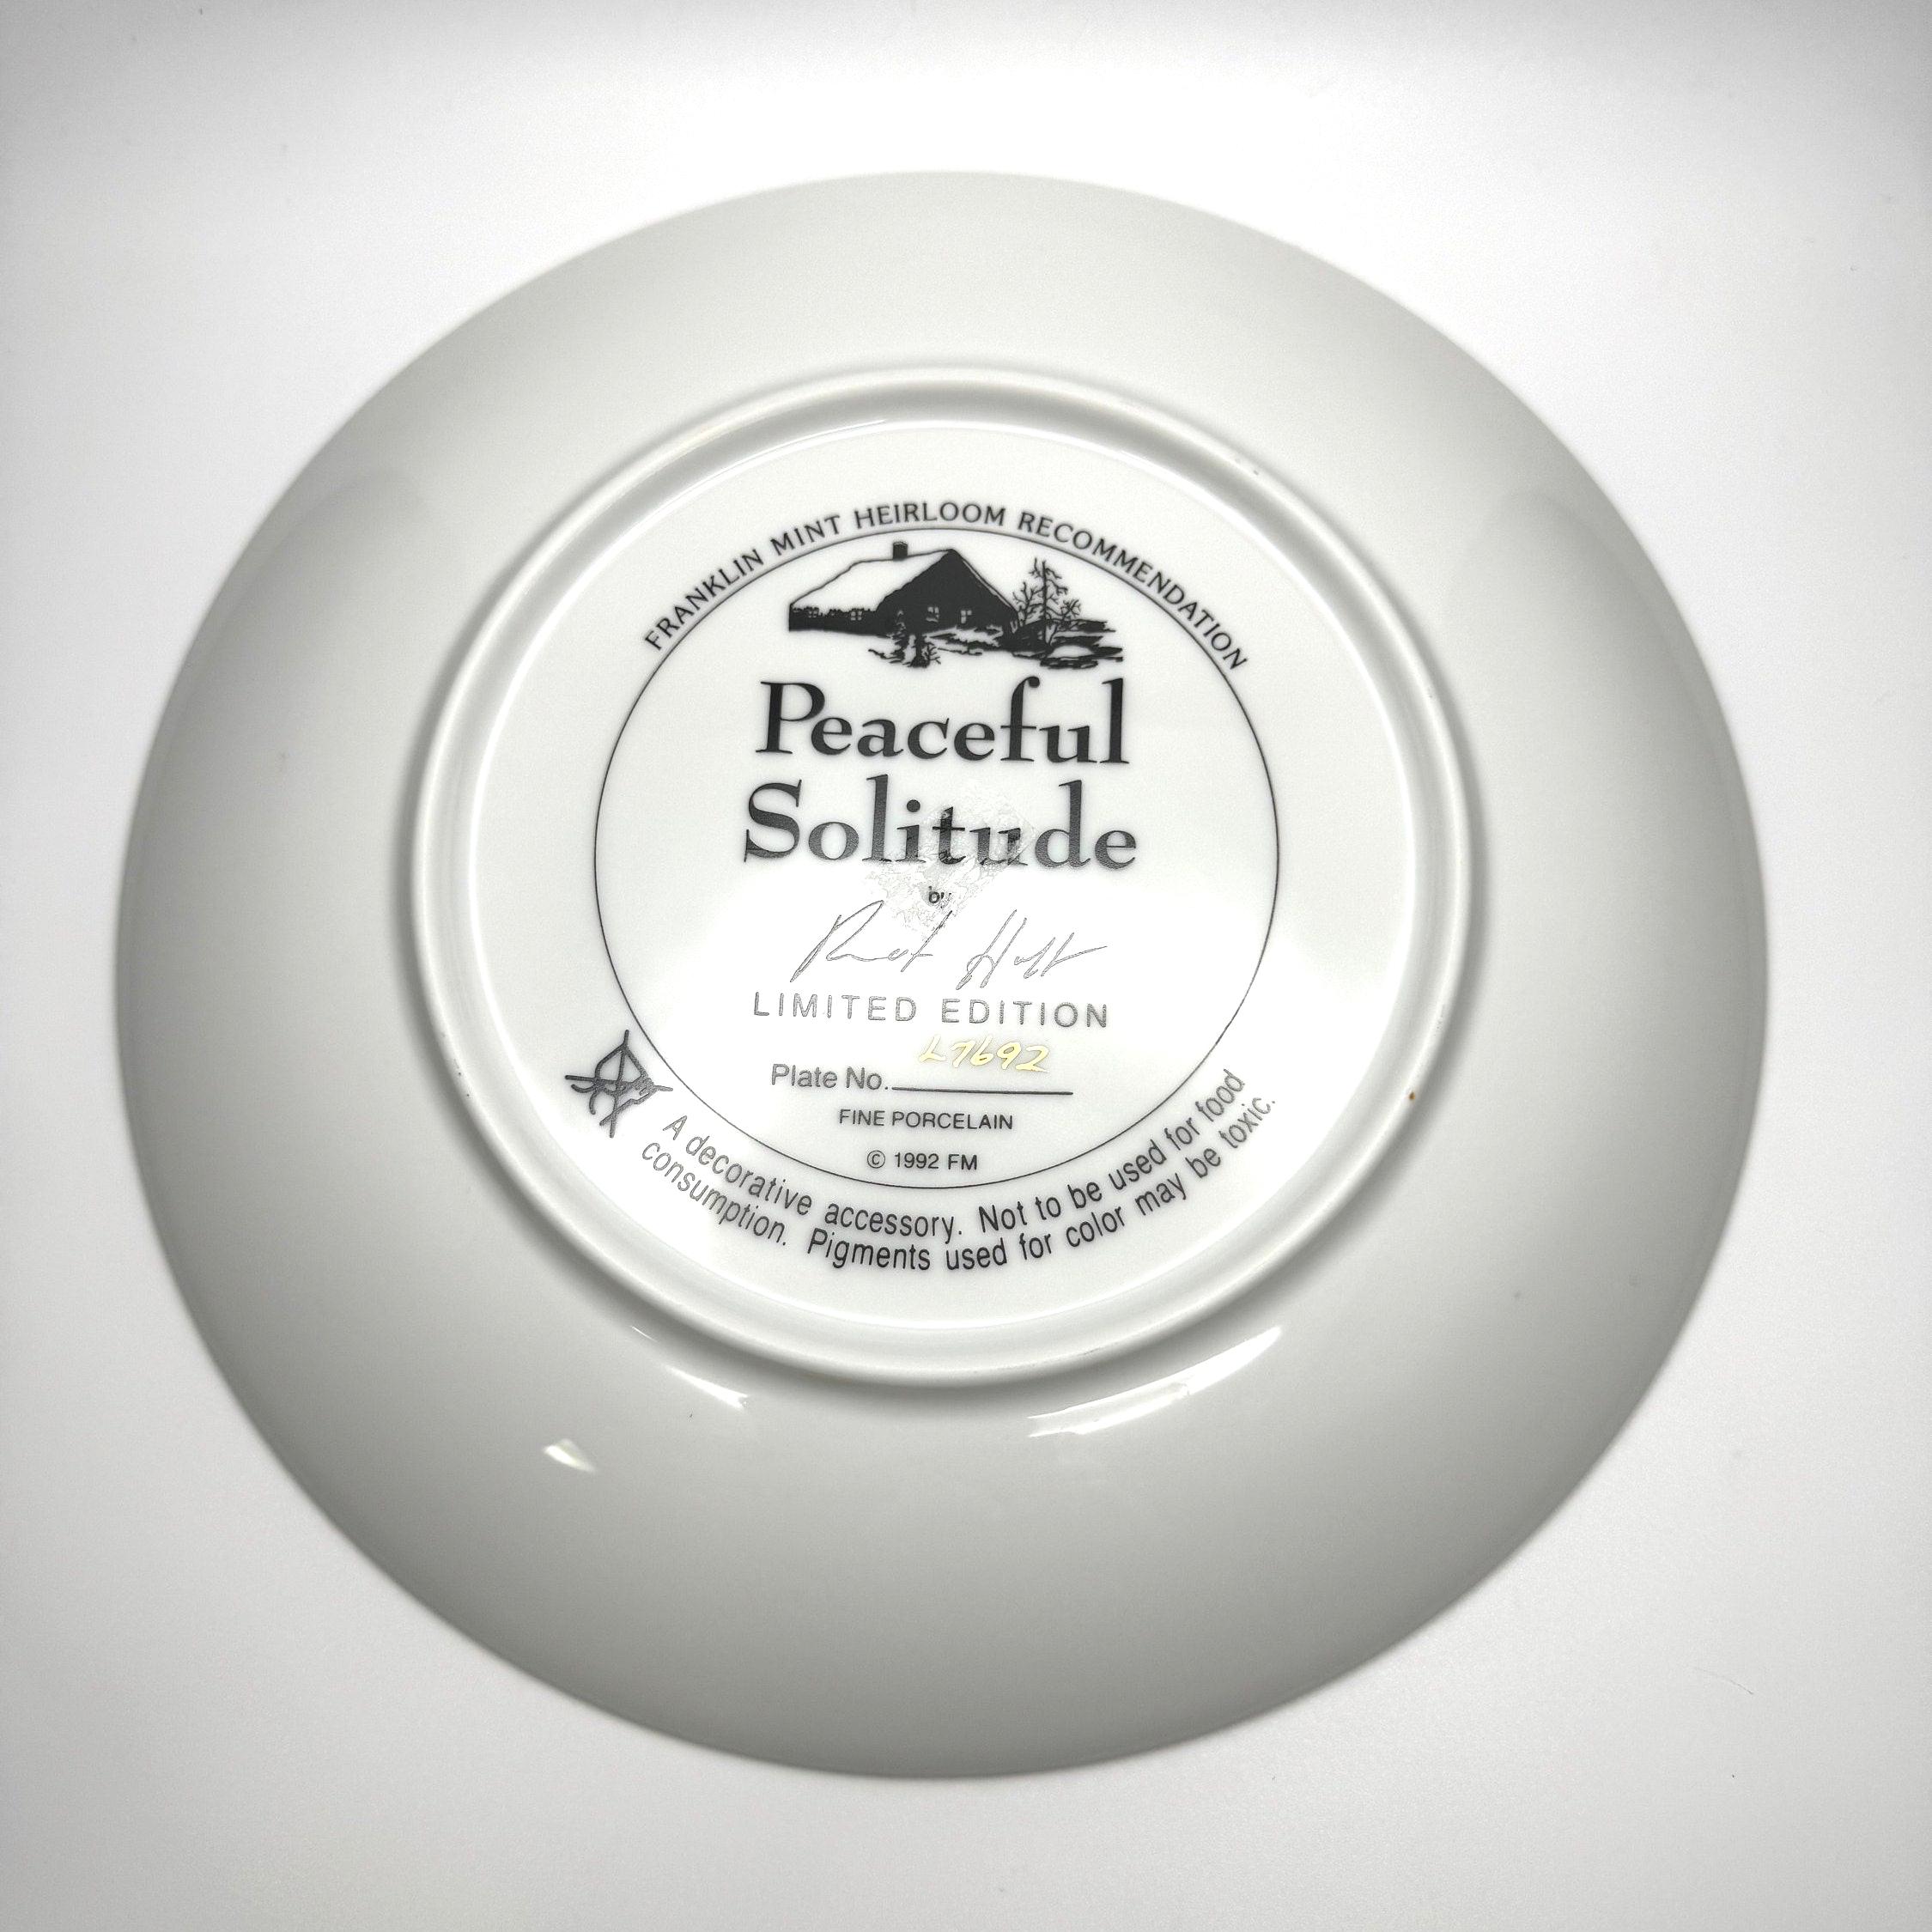 FRANKLIN MINT HEIRLOOM RECOMMENDATION
Peaceful
Solitude
by
LIMITED EDITION
Plate No. L7692
FINE PORCELAIN
© 1992 FM
A decorative accessory. Not to be used for food
consumption. Pigments used for color may be toxic.